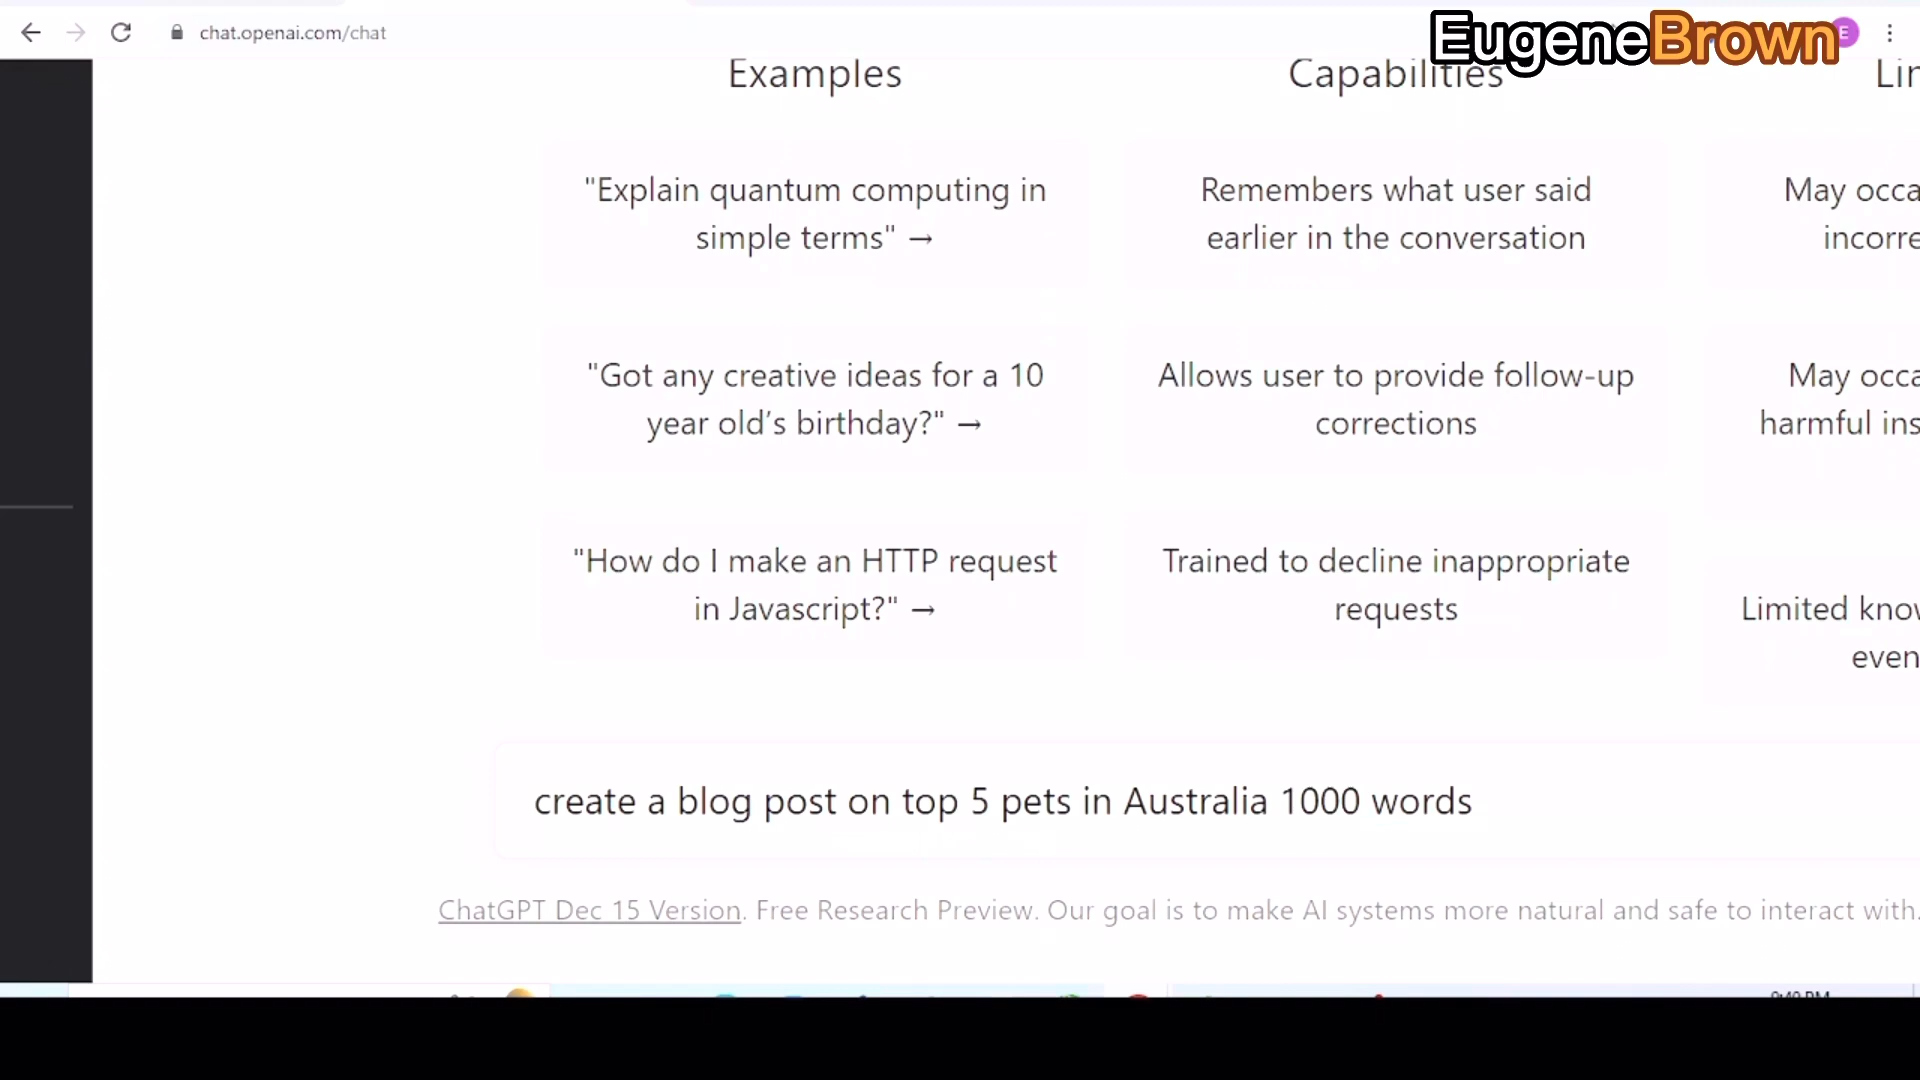 chat.openai.com/chat
EugeneBrown
E
Examples
Capabilities
"Explain quantum computing in
simple terms" →
Remembers what user said
earlier in the conversation
May
"Got any creative ideas for a 10
year old's birthday?" →
Allows user to provide follow-up
corrections
May
harmful
"How do I make an HTTP request
in Javascript?" →
Trained to decline inappropriate
requests
Limited
create a blog post on top 5 pets in Australia 1000 words
ChatGPT Dec 15 Version. Free Research Preview. Our goal is to make AI systems more natural and safe to interact with.